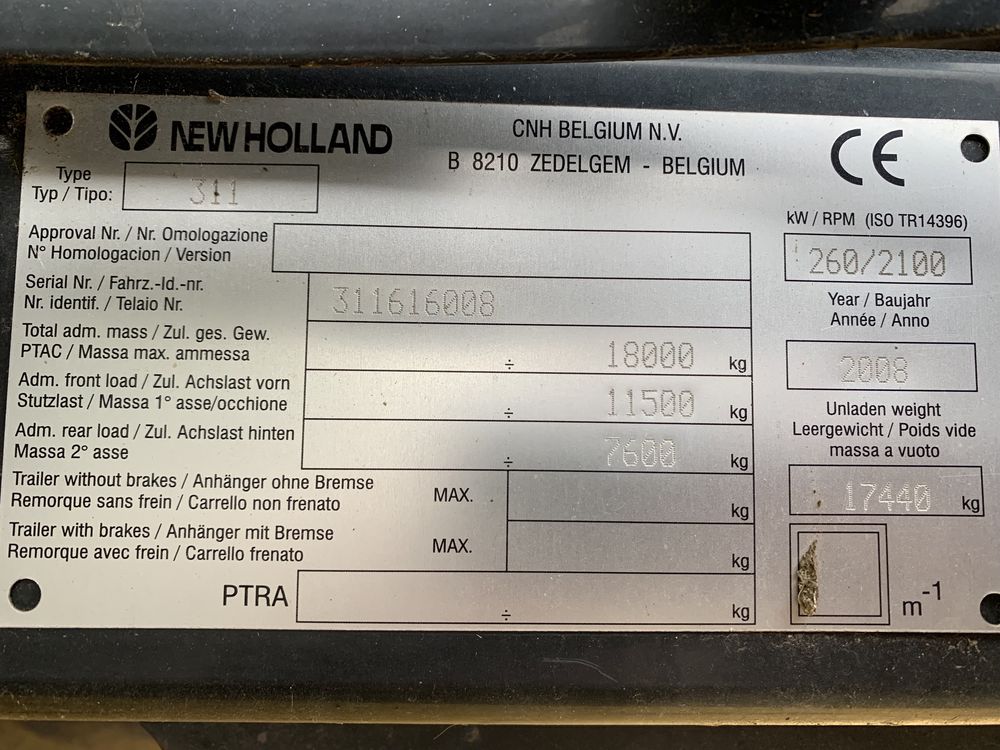 NEW HOLLAND
CNH BELGIUM N.V.
B 8210 ZEDELGEM - BELGIUM
CE
Type
Typ / Tipo:
311
Approval Nr. / Nr. Omologazione
N° Homologacion / Version
Serial Nr. / Fahrz.-Id.-nr.
Nr. identif. / Telaio Nr.
311616008
Total adm. mass / Zul. ges. Gew.
PTAC / Massa max. ammessa
÷ 18000 kg
Adm. front load / Zul. Achslast vorn
Stutzlast / Massa 1° asse/occhione
÷ 11500 kg
Adm. rear load / Zul. Achslast hinten
Massa 2° asse
÷ 7600 kg
Trailer without brakes / Anhänger ohne Bremse
Remorque sans frein / Carrello non frenato
MAX. kg
Trailer with brakes / Anhänger mit Bremse
Remorque avec frein / Carrello frenato
MAX. kg
PTRA ÷ kg
kW / RPM (ISO TR14396)
260/2100
Year / Baujahr
Année / Anno
2008
Unladen weight
Leergewicht / Poids vide
massa a vuoto
17440 kg
m-1